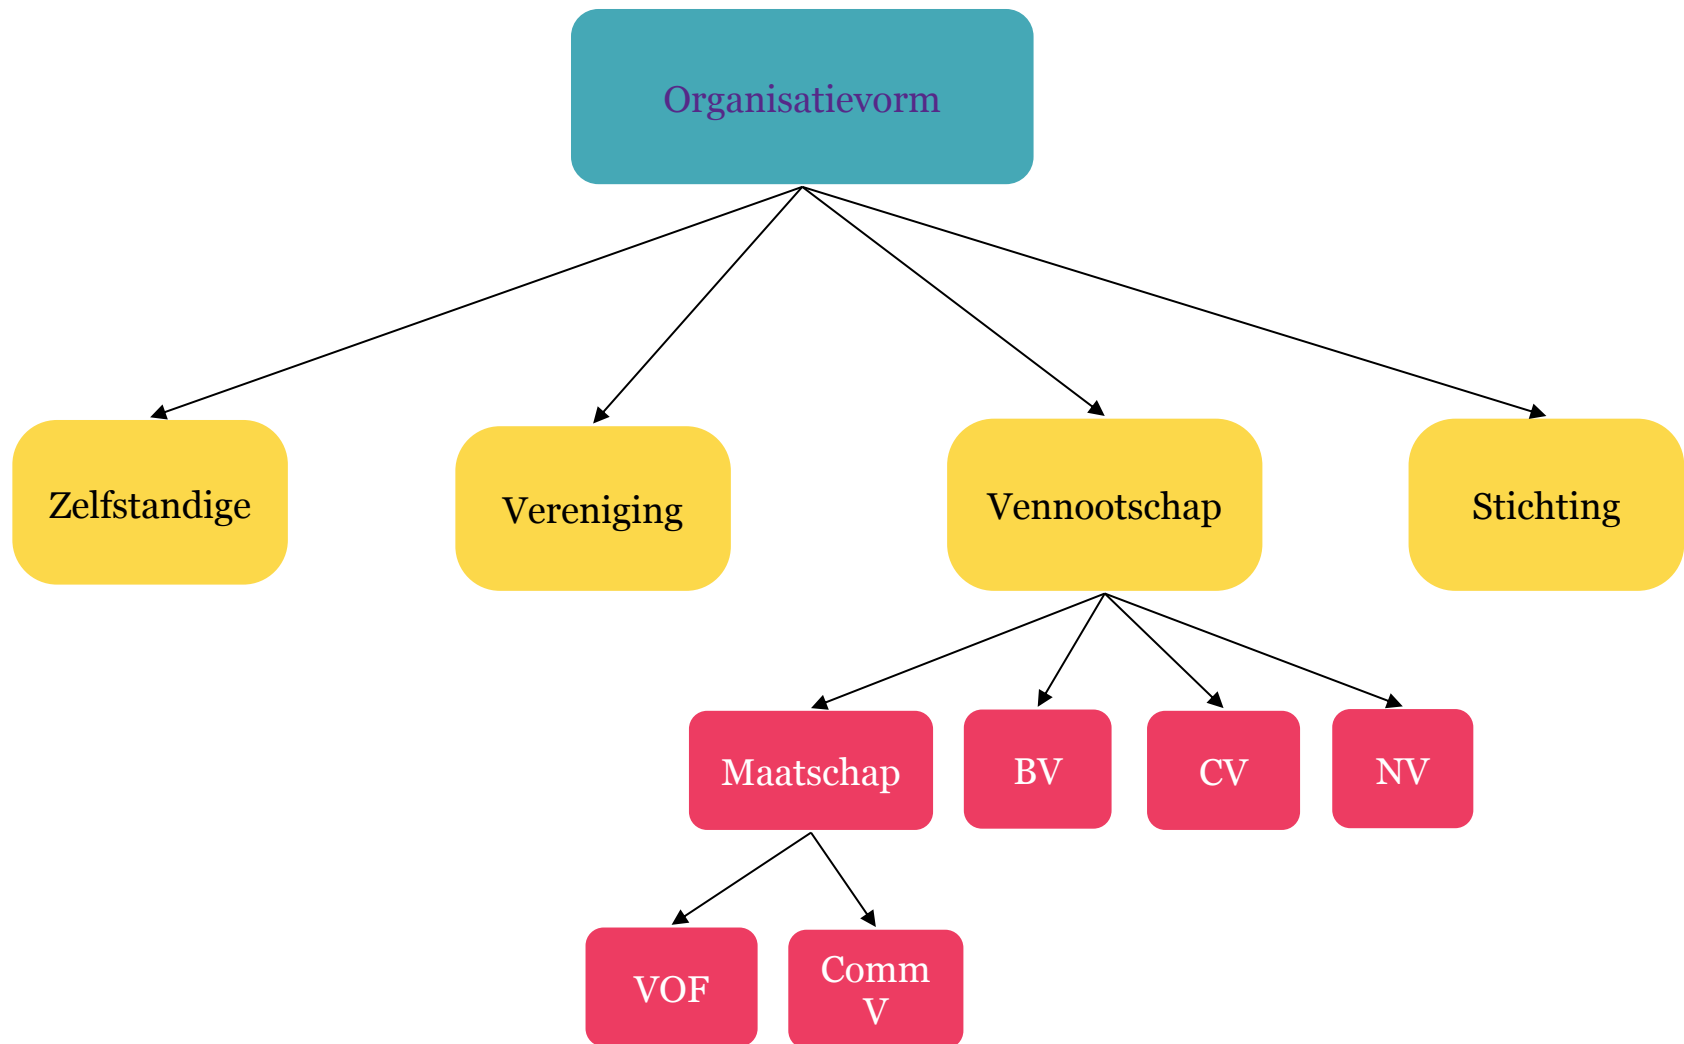 Organisatievorm
Zelfstandige
Vereniging
Vennootschap
Stichting
Maatschap
BV
CV
NV
VOF
Comm
V